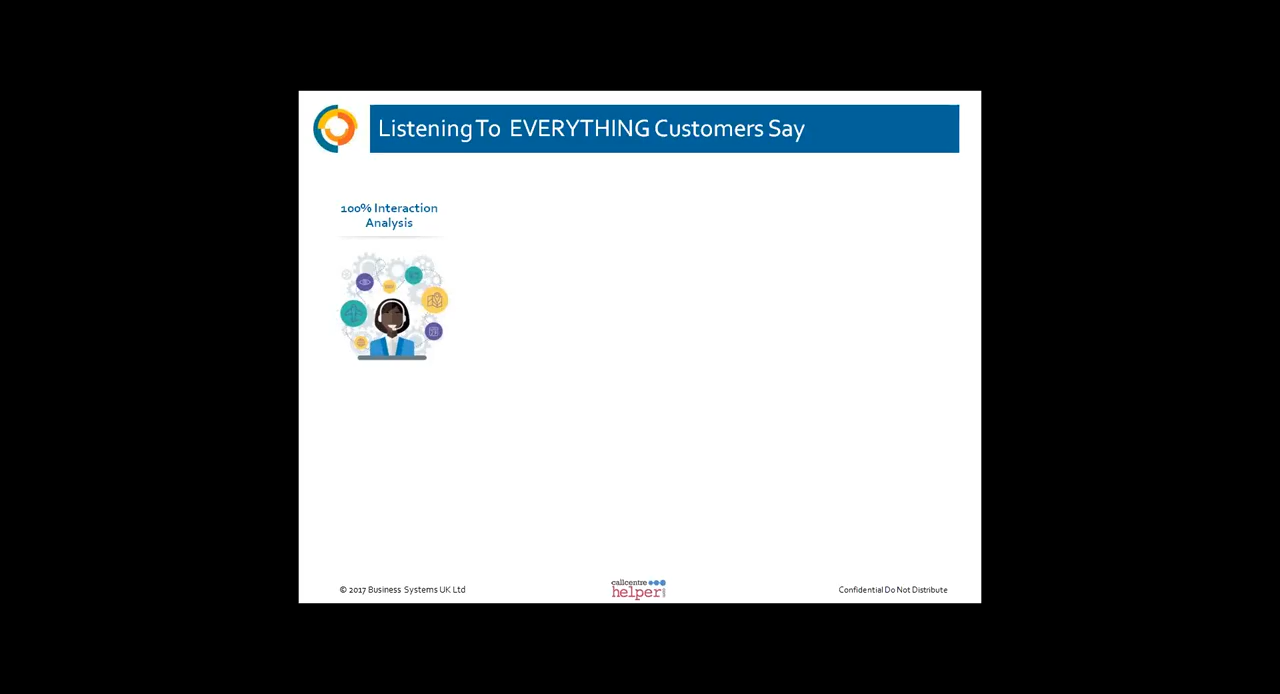 Listening To EVERYTHING Customers Say
100% Interaction
Analysis
© 2017 Business Systems UK Ltd
callcentre
helper
Confidential Do Not Distribute